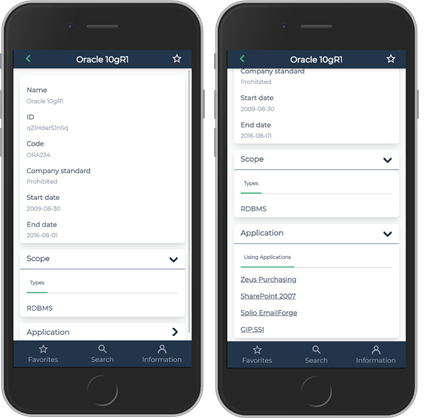 Oracle 10gR1
Name
Oracle 10gR1
ID
Code
ORA234
Company standard
Prohibited
Start date
2009-08-30
End date
2016-08-01
Scope
Types
RDBMS
Application
Favorites
Search
Information
Oracle 10gR1
Company standard
Prohibited
Start date
2009-08-30
End date
2016-08-01
Scope
Types
RDBMS
Application
Using Applications
Zeus Purchasing
SharePoint 2007
Splio EmailForge
GIP.SSI
Favorites
Search
Information